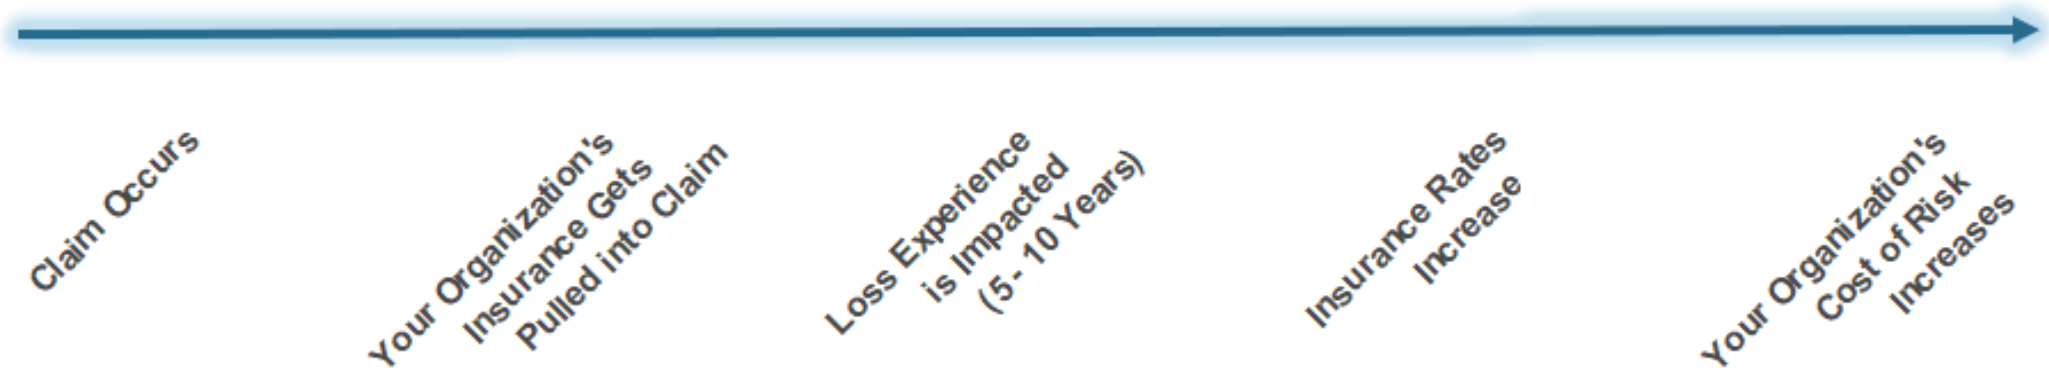 Claim Occurs
Your Organization's
Insurance Gets
Pulled into Claim
Loss Experience
is Impacted
(5- 10 Years)
Insurance Rates
Increase
Your Organization's
Cost of Risk
Increases